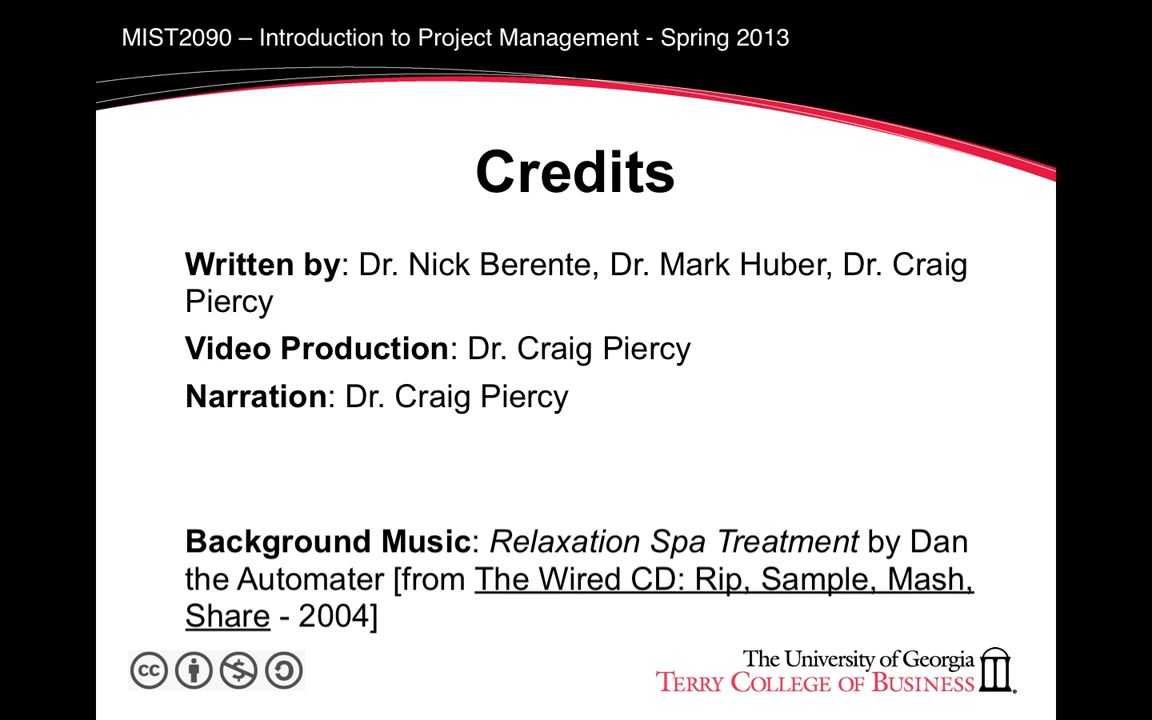 MIST2090 – Introduction to Project Management - Spring 2013
Credits
Written by: Dr. Nick Berente, Dr. Mark Huber, Dr. Craig
Piercy
Video Production: Dr. Craig Piercy
Narration: Dr. Craig Piercy
Background Music: Relaxation Spa Treatment by Dan
the Automater [from The Wired CD: Rip, Sample, Mash,
Share - 2004]
cc
The University of Georgia
TERRY COLLEGE OF BUSINESS